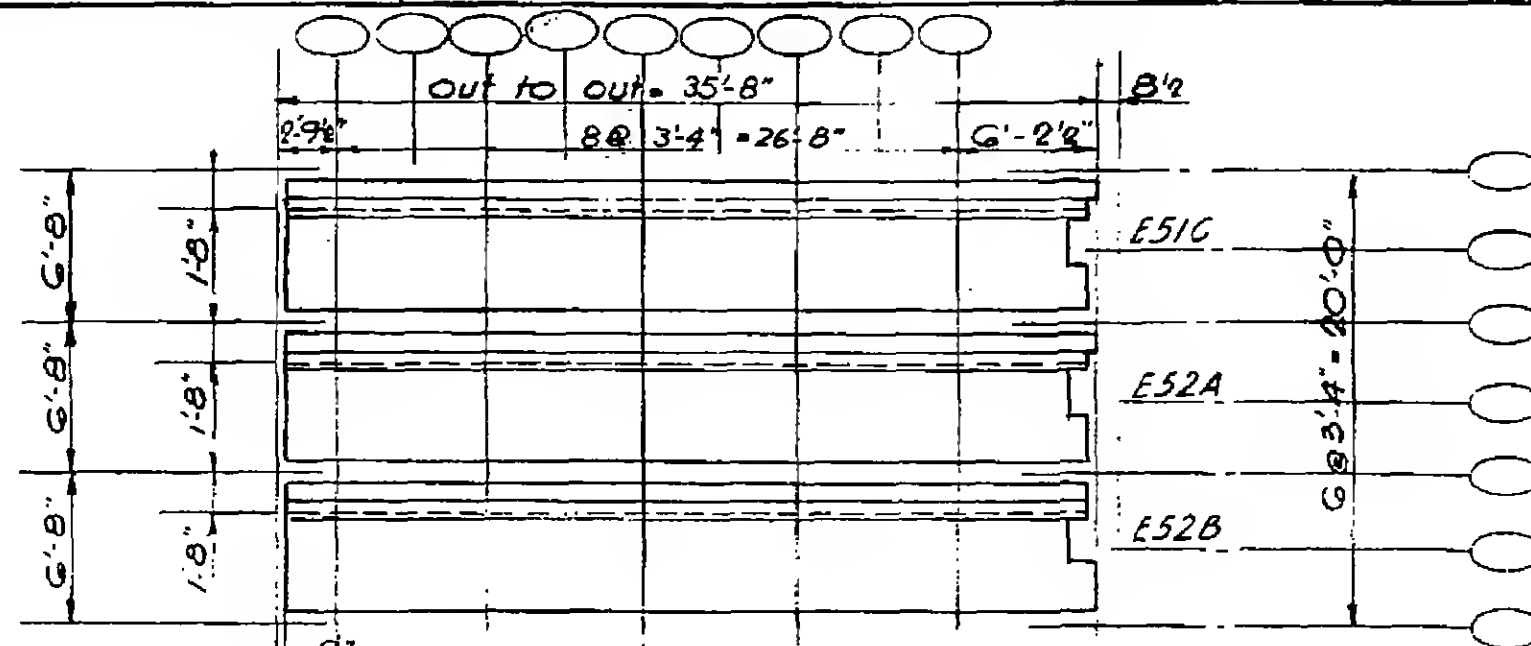 out to out = 35'-8"
8½
2'-9½"
8@ 3'-4" = 26'-8"
6'-2½"
6'-8"
1'-8"
E51C
6'-8"
1'-8"
E52A
6@3'-4" = 20'-0"
6'-8"
1'-8"
E52B